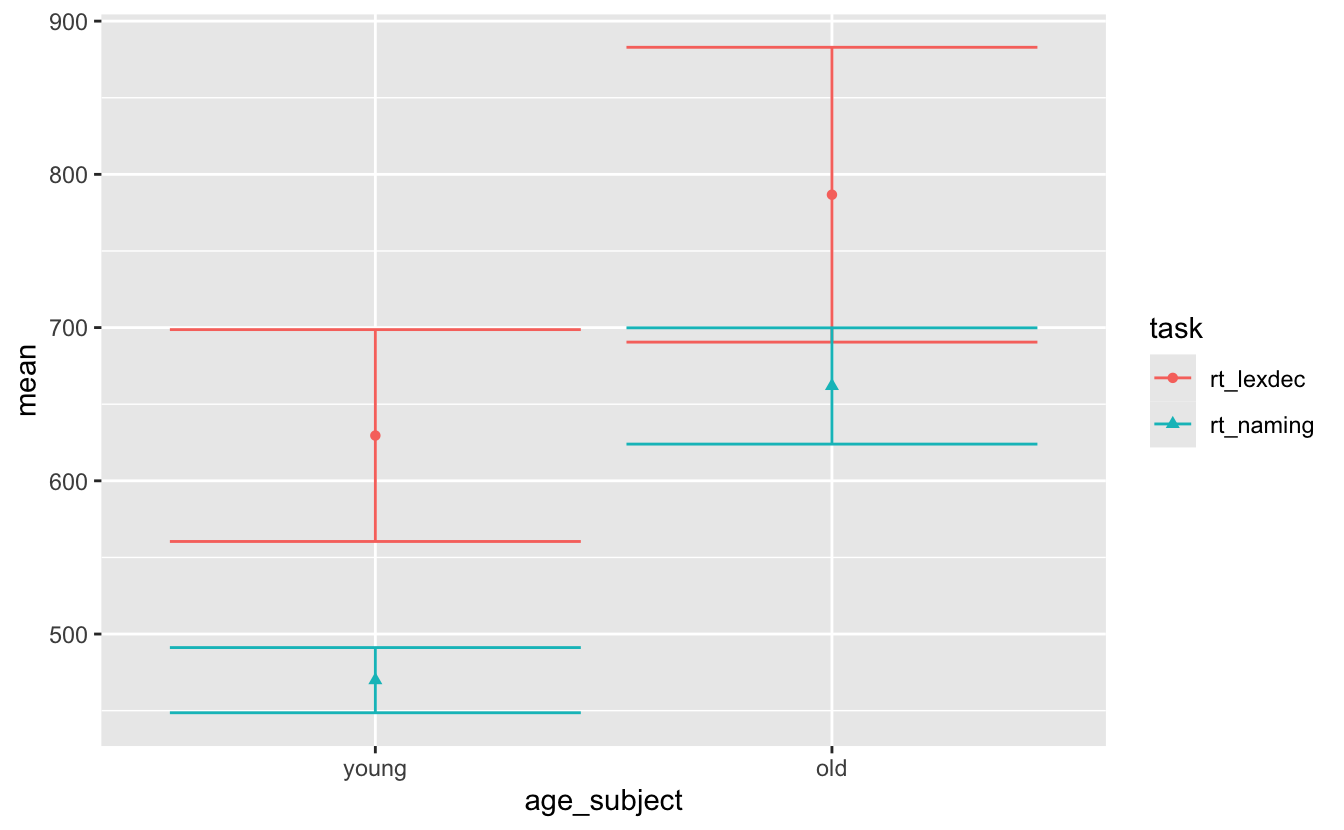 900
800
700
600
500
mean
young old
age_subject
task
rt_lexdec
rt_naming